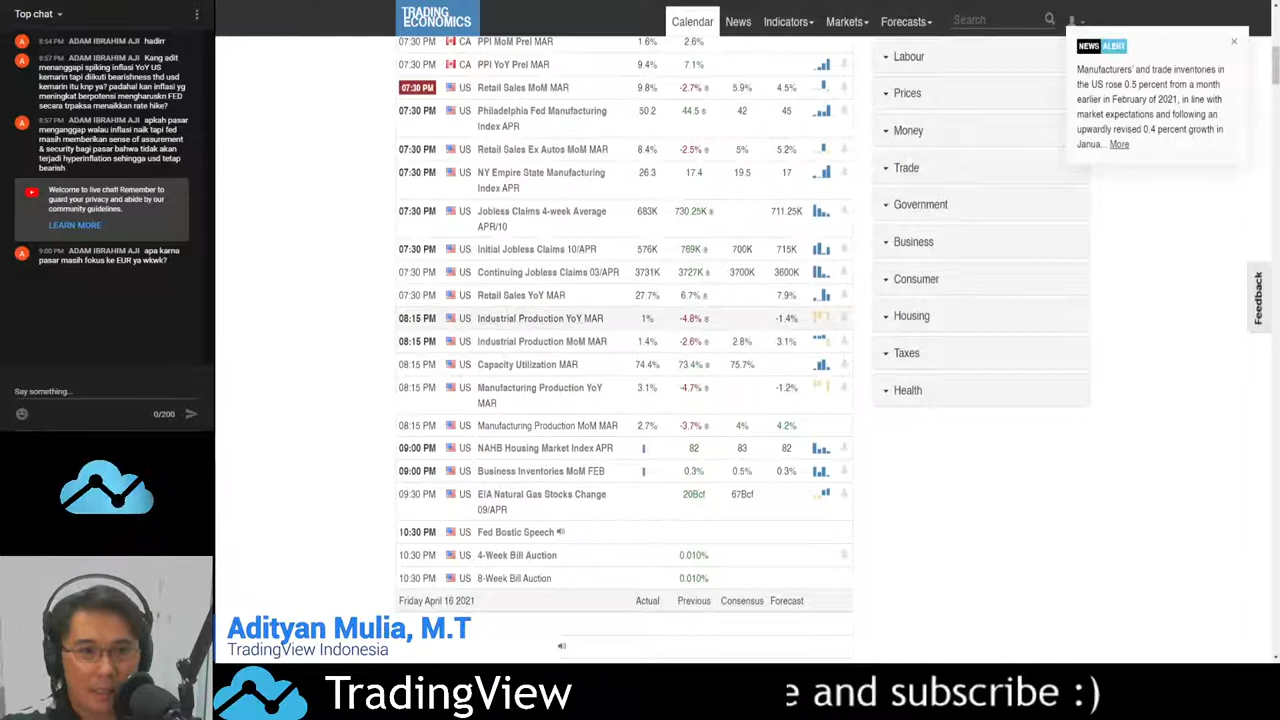 Top chat
8:54 PM ADAM IBRAHIM AJI hadirr
8:57 PM ADAM IBRAHIM AJI Kang adit
menanggapi spiking inflasi YoY US
kemarin tapi diikuti bearishness thd usd
kemarin itu knp ya? padahal kan inflasi yg
meningkat berpotensi mengharuskn FED
secara trpaksa menaikkan rate hike?
8:57 PM ADAM IBRAHIM AJI apkah pasar
menganggap walau inflasi naik tapi fed
masih memberikan sense of assurement
& security bagi pasar bahwa tidak akan
terjadi hyperinflation sehingga usd tetap
bearish
Welcome to live chat! Remember to
guard your privacy and abide by our
community guidelines.
LEARN MORE
9:00 PM ADAM IBRAHIM AJI apa karna
pasar masih fokus ke EUR ya wkwk?
Say something...
0/200
TRADING
ECONOMICS
Calendar News Indicators Markets Forecasts Search
07:30 PM CA PPI MoM Prel MAR 1.6% 2.6%
07:30 PM CA PPI YoY Prel MAR 9.4% 7.1%
07:30 PM US Retail Sales MoM MAR 9.8% -2.7% ® 5.9% 4.5%
07:30 PM US Philadelphia Fed Manufacturing 50.2 44.5 ® 42 45
Index APR
07:30 PM US Retail Sales Ex Autos MoM MAR 8.4% -2.5% ® 5% 5.2%
07:30 PM US NY Empire State Manufacturing 26.3 17.4 19.5 17
Index APR
07:30 PM US Jobless Claims 4-week Average 683K 730.25K ® 711.25K
APR/10
07:30 PM US Initial Jobless Claims 10/APR 576K 769K ® 700K 715K
07:30 PM US Continuing Jobless Claims 03/APR 3731K 3727K ® 3700K 3600K
07:30 PM US Retail Sales YoY MAR 27.7% 6.7% ® 7.9%
08:15 PM US Industrial Production YoY MAR 1% -4.8% ® -1.4%
08:15 PM US Industrial Production MoM MAR 1.4% -2.6% ® 2.8% 3.1%
08:15 PM US Capacity Utilization MAR 74.4% 73.4% ® 75.7%
08:15 PM US Manufacturing Production YoY 3.1% -4.7% ® -1.2%
MAR
08:15 PM US Manufacturing Production MoM MAR 2.7% -3.7% ® 4% 4.2%
09:00 PM US NAHB Housing Market Index APR 82 83 82
09:00 PM US Business Inventories MoM FEB 0.3% 0.5% 0.3%
09:30 PM US EIA Natural Gas Stocks Change 20Bcf 67Bcf
09/APR
10:30 PM US Fed Bostic Speech
10:30 PM US 4-Week Bill Auction 0.010%
10:30 PM US 8-Week Bill Auction 0.010%
Friday April 16 2021 Actual Previous Consensus Forecast
Labour
Prices
Money
Trade
Government
Business
Consumer
Housing
Taxes
Health
NEWS ALERT ×
Manufacturers' and trade inventories in
the US rose 0.5 percent from a month
earlier in February of 2021, in line with
market expectations and following an
upwardly revised 0.4 percent growth in
Janua... More
Feedback
Adityan Mulia, M.T
TradingView Indonesia
TradingView
e and subscribe :)